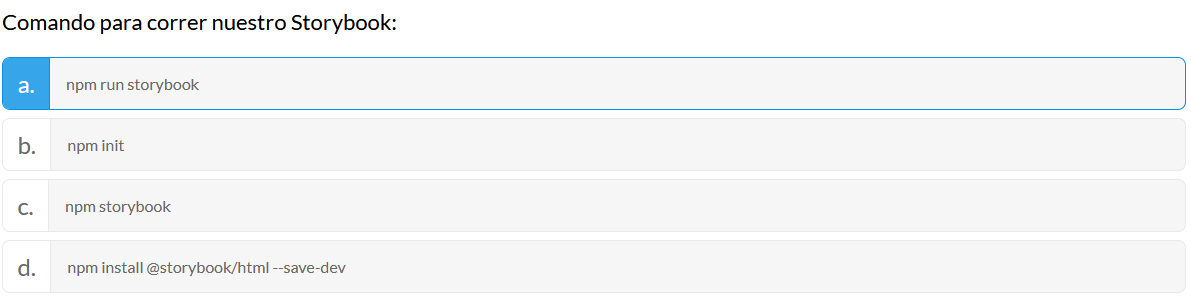 Comando para correr nuestro Storybook:
a. npm run storybook
b. npm init
c. npm storybook
d. npm install @storybook/html --save-dev